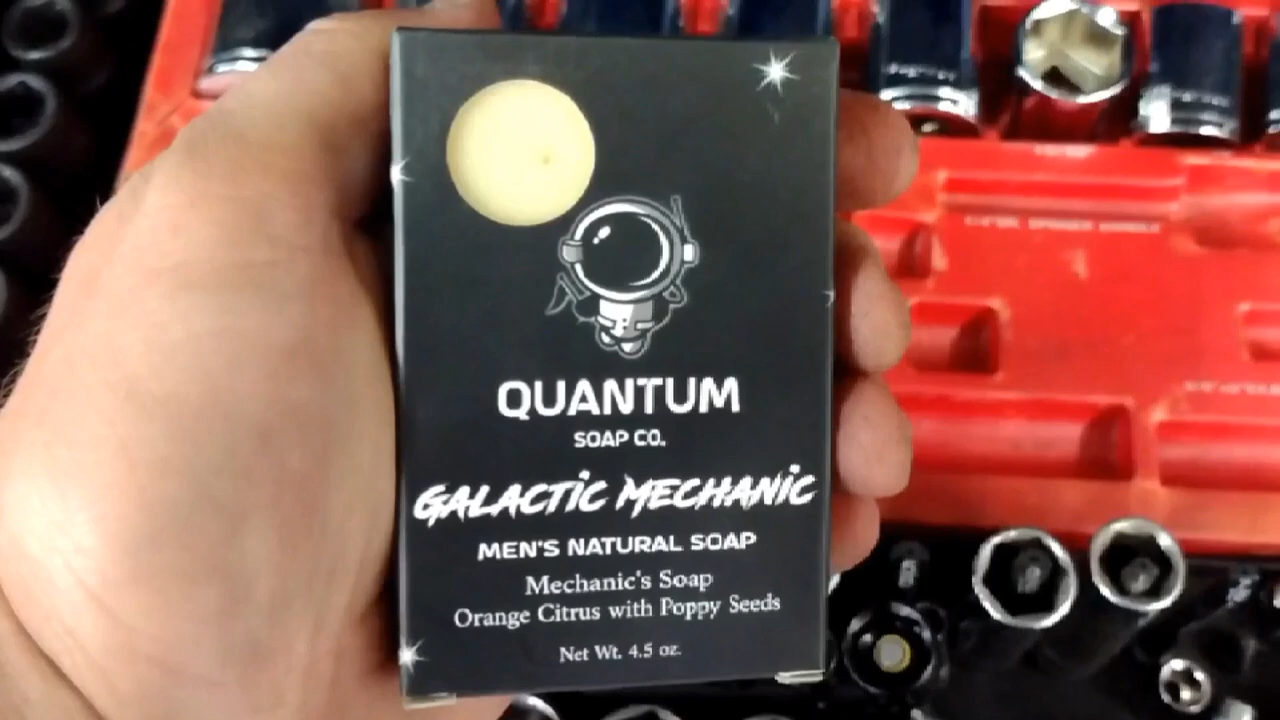 QUANTUM
SOAP CO.
GALACTIC MECHANIC
MEN'S NATURAL SOAP
Mechanic's Soap
Orange Citrus with Poppy Seeds
Net Wt. 4.5 oz.